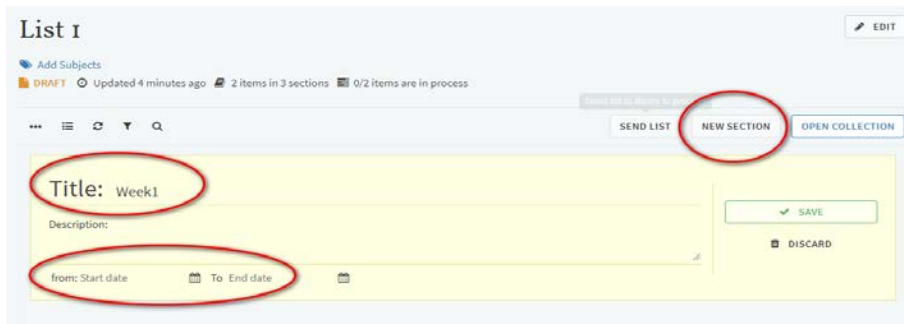 List 1
EDIT
Add Subjects
DRAFT Updated 4 minutes ago 2 items in 3 sections 0/2 items are in process
SEND LIST NEW SECTION OPEN COLLECTION
Title: Week1
Description:
SAVE
DISCARD
from: Start date To End date